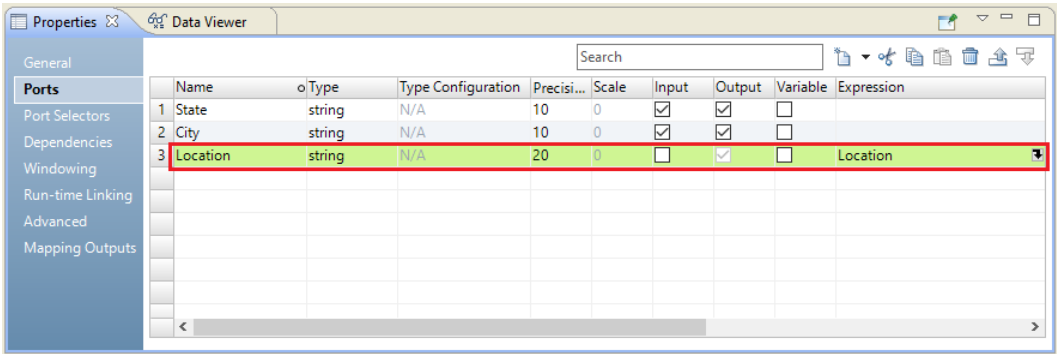 Properties Data Viewer
Search
General
Ports
Port Selectors
Dependencies
Windowing
Run-time Linking
Advanced
Mapping Outputs
Name Type Type Configuration Precisi... Scale Input Output Variable Expression
1 State string N/A 10 0
2 City string N/A 10 0
3 Location string N/A 20 0 Location